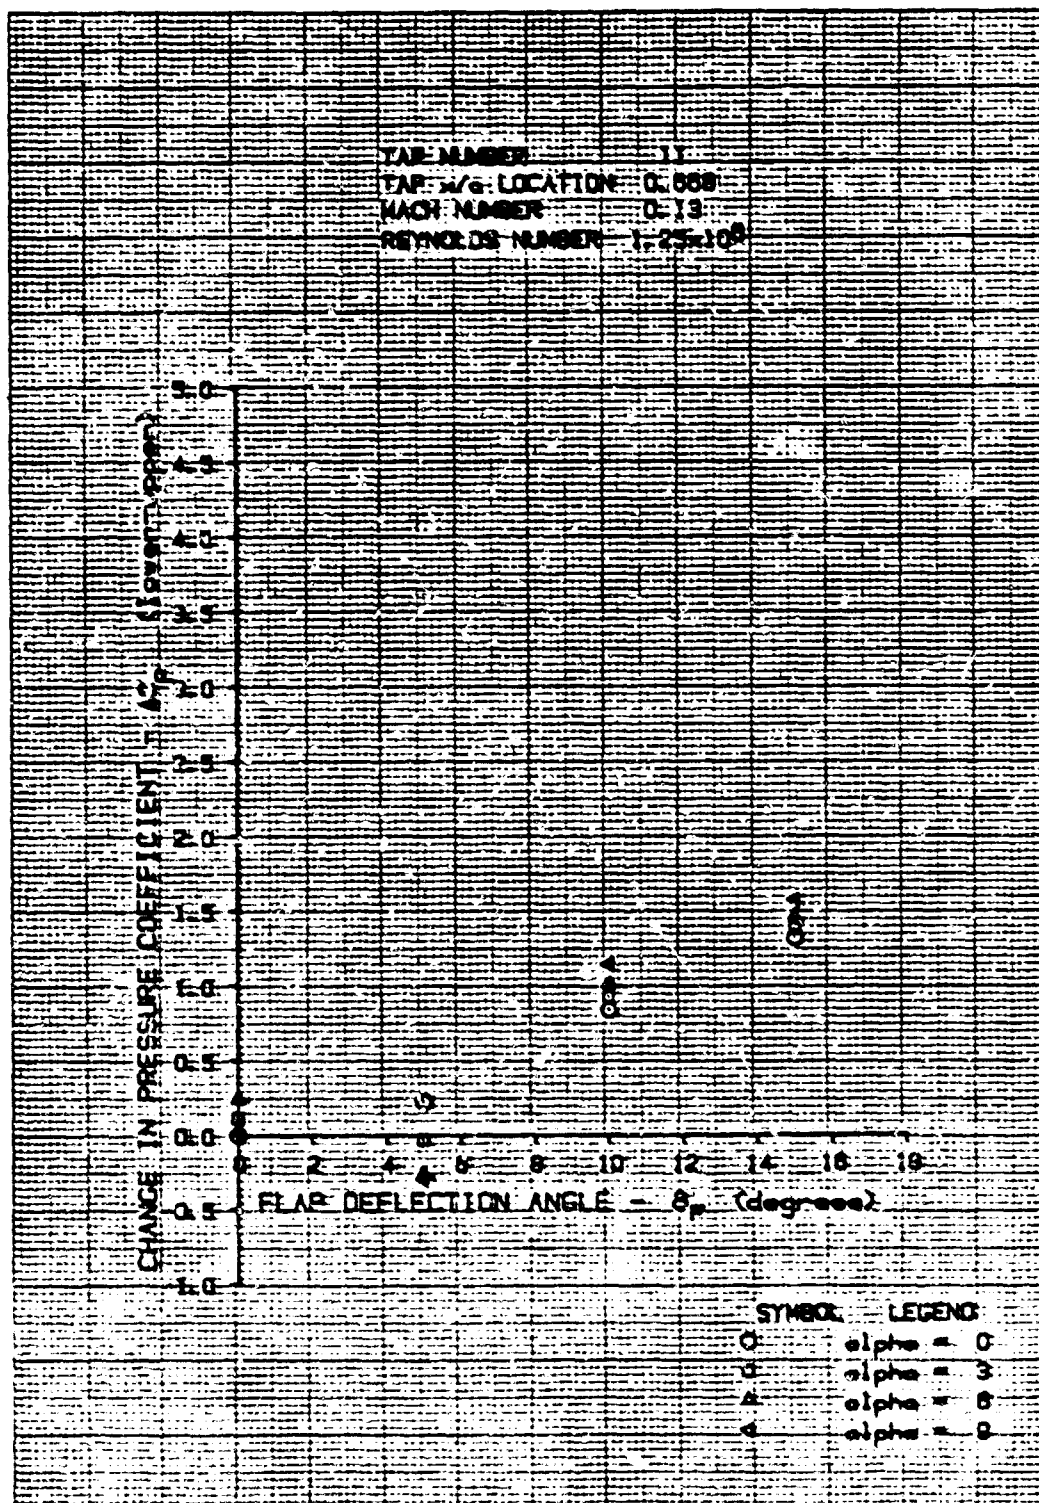 TAP NUMBER 11
TAP x/c LOCATION 0.668
MACH NUMBER 0.13
REYNOLDS NUMBER 1.25x10
CHANGE IN PRESSURE COEFFICIENT - (lower-upper)
5.0
4.5
4.0
3.5
3.0
2.5
2.0
1.5
1.0
0.5
0.0
0.5
1.0
0 2 4 6 8 10 12 14 16 18
FLAP DEFLECTION ANGLE - (degrees)
SYMBOL LEGEND
alpha = 0
alpha = 3
alpha = 6
alpha = 9